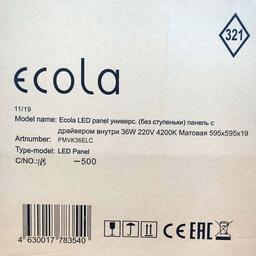 321
ecola
11/19
Model name: Ecola LED panel универс. (без ступеньки) панель с
драйвером внутри 36W 220V 4200K Матовая 595x595x19
Artnumber: PMVK36ELC
Type-model: LED Panel
C/NO.: -500
CE EAC
4 630017 783540